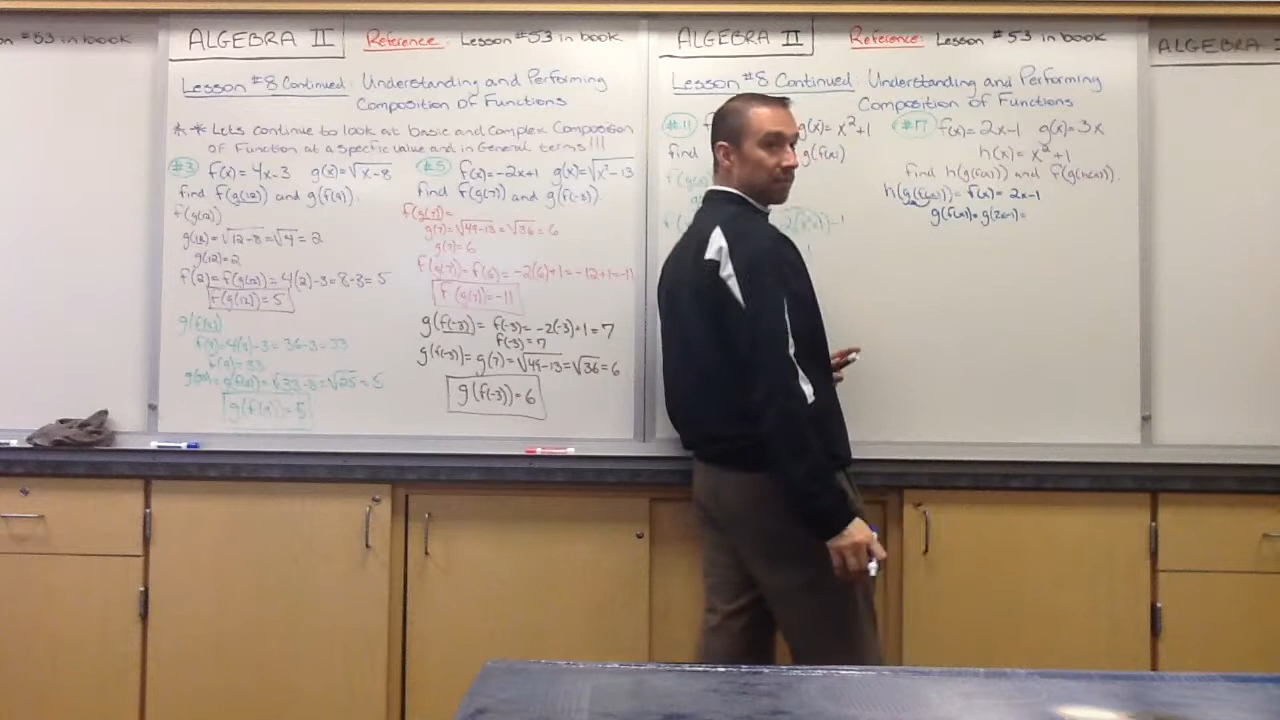 n #53 in book
ALGEBRA II Reference: Lesson #53 in book
Lesson #8 Continued: Understanding and Performing
Composition of Functions
** Lets continue to look at basic and complex Composition
of Function at a specific value and in General terms!!!
#3 f(x)=4x-3 g(x)=√x-8
find f(g(12)) and g(f(9)).
f(g(12))
g(12)=√12-8=√4=2
g(12)=2
f(2)=f(g(12))=4(2)-3=8-3=5
f(g(12))=5
g(f(9))
f(9)=4(9)-3=36-3=33
f(9)=33
g(33)=g(f(9))=√33-8=√25=5
g(f(9))=5
#5 f(x)=-2x+1 g(x)=√x²-13
find f(g(7)) and g(f(-3)).
f(g(7))=
g(7)=√49-13=√36=6
g(7)=6
f(g(7))=f(6)=-2(6)+1=-12+1=-11
f(g(7))=-11
g(f(-3))= f(-3)=-2(-3)+1=7
f(-3)=7
g(f(-3))=g(7)=√49-13=√36=6
g(f(-3))=6
ALGEBRA II Reference: Lesson #53 in book
Lesson #8 Continued: Understanding and Performing
Composition of Functions
#11 f g(x)=x²+1
find g(f(x))
#17 f(x)=2x-1 g(x)=3x
h(x)=x²+1
find h(g(f(x))) and f(g(h(x))).
h(g(f(x)))= f(x)=2x-1
g(f(x))=g(2x-1)=
ALGEBRA I